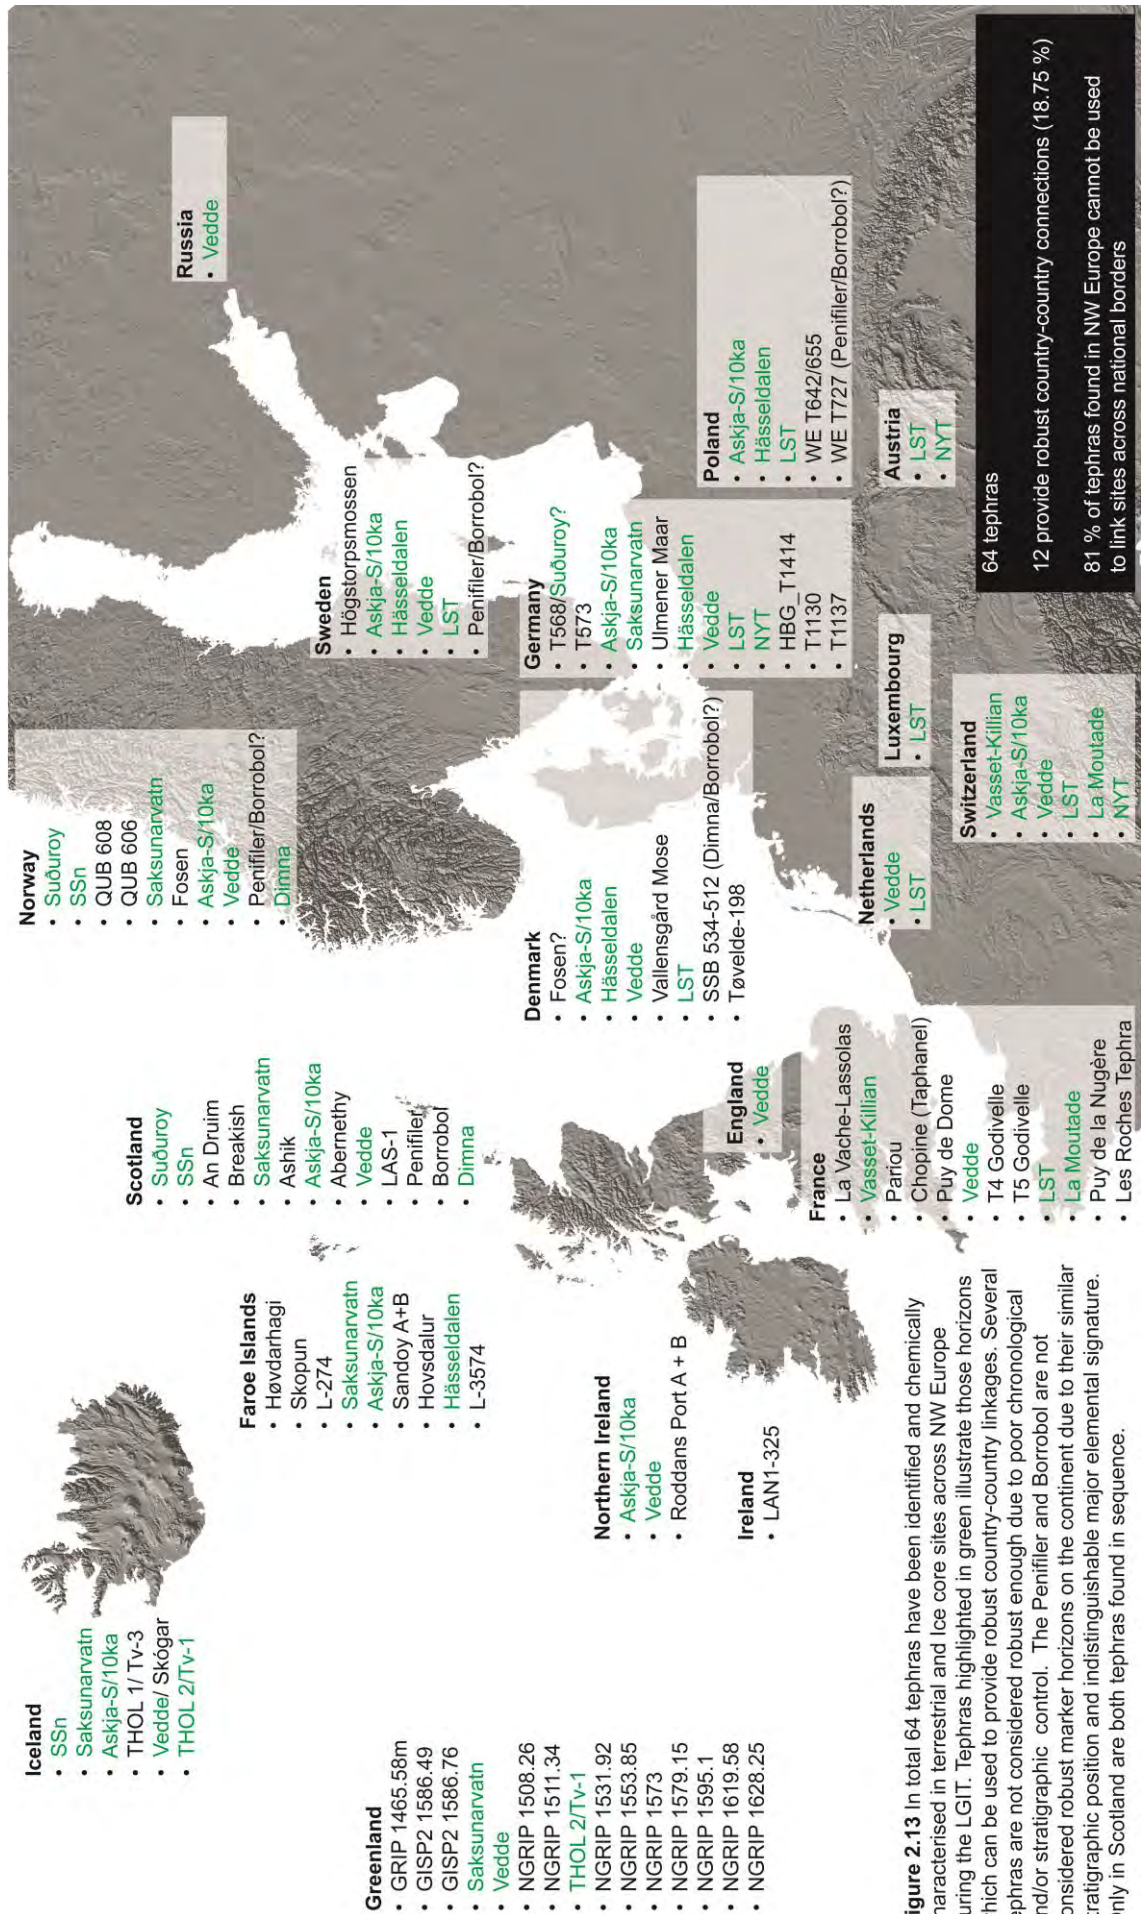 Iceland
• SSn
• Saksunarvatn
• Askja-S/10ka
• THOL 1/ Tv-3
• Vedde/ Skógar
• THOL 2/Tv-1
Greenland
• GRIP 1465.58m
• GISP2 1586.49
• GISP2 1586.76
• Saksunarvatn
• Vedde
• NGRIP 1508.26
• NGRIP 1511.34
• THOL 2/Tv-1
• NGRIP 1531.92
• NGRIP 1553.85
• NGRIP 1573
• NGRIP 1579.15
• NGRIP 1595.1
• NGRIP 1619.58
• NGRIP 1628.25
Faroe Islands
• Høvdarhagi
• Skopun
• L-274
• Saksunarvatn
• Askja-S/10ka
• Sandoy A+B
• Hovsdalur
• Hässeldalen
• L-3574
Scotland
• Suðuroy
• SSn
• An Druim
• Breakish
• Saksunarvatn
• Ashik
• Askja-S/10ka
• Abernethy
• Vedde
• LAS-1
• Penifiler
• Borrobol
• Dimna
Norway
• Suðuroy
• SSn
• QUB 608
• QUB 606
• Saksunarvatn
• Fosen
• Askja-S/10ka
• Vedde
• Penifiler/Borrobol?
• Dimna
Russia
• Vedde
Sweden
• Högstorpsmossen
• Askja-S/10ka
• Hässeldalen
• Vedde
• LST
• Penifiler/Borrobol?
Northern Ireland
• Askja-S/10ka
• Vedde
• Roddans Port A + B
Ireland
• LAN1-325
Denmark
• Fosen?
• Askja-S/10ka
• Hässeldalen
• Vedde
• Vallensgård Mose
• LST
• SSB 534-512 (Dimna/Borrobol?)
• Tøvelde-198
Germany
• T568/Suðuroy?
• T573
• Askja-S/10ka
• Saksunarvatn
• Ulmener Maar
• Hässeldalen
• Vedde
• LST
• NYT
• HBG_T1414
• T1130
• T1137
Poland
• Askja-S/10ka
• Hässeldalen
• LST
• WE T642/655
• WE T727 (Penifiler/Borrobol?)
England
• Vedde
France
• La Vache-Lassolas
• Vasset-Killian
• Pariou
• Chopine (Taphanel)
• Puy de Dome
• Vedde
• T4 Godivelle
• T5 Godivelle
• LST
• La Moutade
• Puy de la Nugère
• Les Roches Tephra
Netherlands
• Vedde
• LST
Luxembourg
• LST
Austria
• LST
• NYT
Switzerland
• Vasset-Killian
• Askja-S/10ka
• Vedde
• LST
• La Moutade
• NYT
64 tephras
12 provide robust country-country connections (18.75 %)
81 % of tephras found in NW Europe cannot be used
to link sites across national borders
igure 2.13 In total 64 tephras have been identified and chemically
haracterised in terrestrial and Ice core sites across NW Europe
uring the LGIT. Tephras highlighted in green illustrate those horizons
hich can be used to provide robust country-country linkages. Several
ephras are not considered robust enough due to poor chronological
nd/or stratigraphic control. The Penifiler and Borrobol are not
onsidered robust marker horizons on the continent due to their similar
tratigraphic position and indistinguishable major elemental signature.
nly in Scotland are both tephras found in sequence.